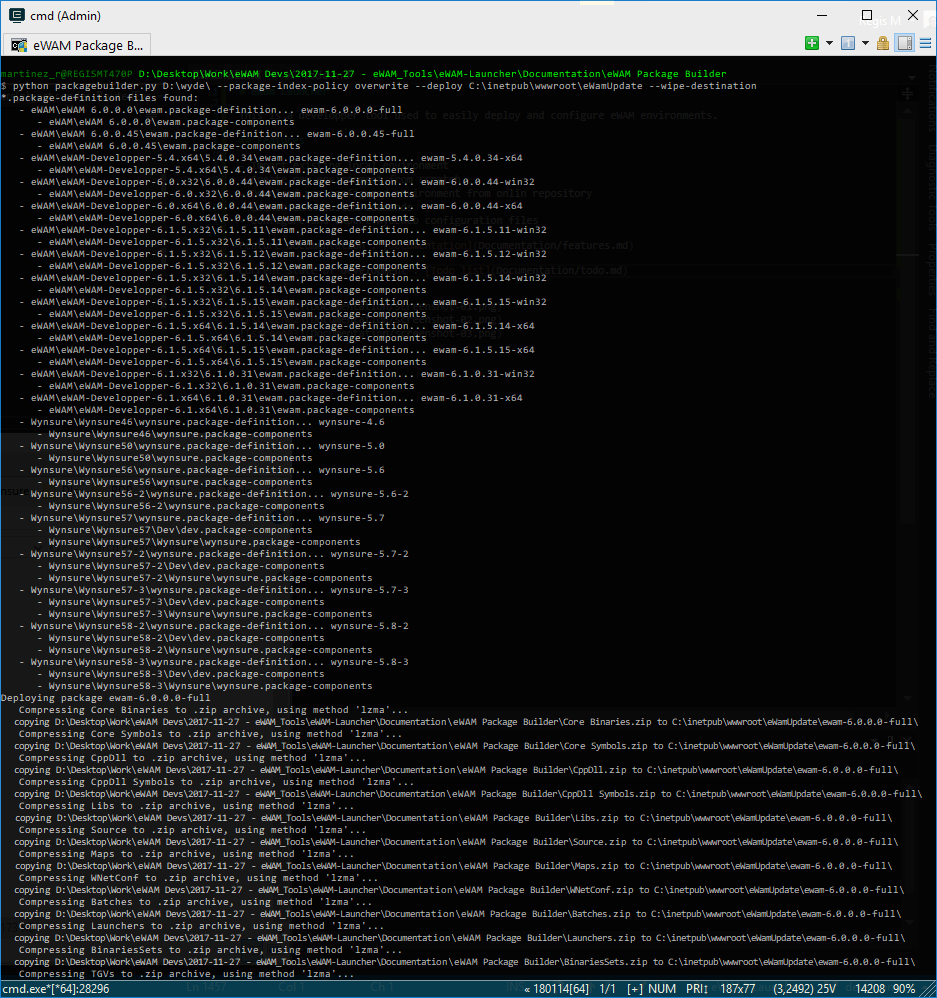 cmd (Admin)
eWAM Package B...
martinez_r@REGISMT470P D:\Desktop\Work\eWAM Devs\2017-11-27 - eWAM_Tools\eWAM-Launcher\Documentation\eWAM Package Builder
$ python packagebuilder.py D:\wyde\ --package-index-policy overwrite --deploy C:\inetpub\wwwroot\eWamUpdate --wipe-destination
*.package-definition files found:
- eWAM\eWAM 6.0.0.0\ewam.package-definition... ewam-6.0.0.0-full
- eWAM\eWAM 6.0.0.0\ewam.package-components
- eWAM\eWAM 6.0.0.45\ewam.package-definition... ewam-6.0.0.45-full
- eWAM\eWAM 6.0.0.45\ewam.package-components
- eWAM\eWAM-Developper-5.4.x64\5.4.0.34\ewam.package-definition... ewam-5.4.0.34-x64
- eWAM\eWAM-Developper-5.4.x64\5.4.0.34\ewam.package-components
- eWAM\eWAM-Developper-6.0.x32\6.0.0.44\ewam.package-definition... ewam-6.0.0.44-win32
- eWAM\eWAM-Developper-6.0.x32\6.0.0.44\ewam.package-components
- eWAM\eWAM-Developper-6.0.x64\6.0.0.44\ewam.package-definition... ewam-6.0.0.44-x64
- eWAM\eWAM-Developper-6.0.x64\6.0.0.44\ewam.package-components
- eWAM\eWAM-Developper-6.1.5.x32\6.1.5.11\ewam.package-definition... ewam-6.1.5.11-win32
- eWAM\eWAM-Developper-6.1.5.x32\6.1.5.11\ewam.package-components
- eWAM\eWAM-Developper-6.1.5.x32\6.1.5.12\ewam.package-definition... ewam-6.1.5.12-win32
- eWAM\eWAM-Developper-6.1.5.x32\6.1.5.12\ewam.package-components
- eWAM\eWAM-Developper-6.1.5.x32\6.1.5.14\ewam.package-definition... ewam-6.1.5.14-win32
- eWAM\eWAM-Developper-6.1.5.x32\6.1.5.14\ewam.package-components
- eWAM\eWAM-Developper-6.1.5.x32\6.1.5.15\ewam.package-definition... ewam-6.1.5.15-win32
- eWAM\eWAM-Developper-6.1.5.x32\6.1.5.15\ewam.package-components
- eWAM\eWAM-Developper-6.1.5.x64\6.1.5.14\ewam.package-definition... ewam-6.1.5.14-x64
- eWAM\eWAM-Developper-6.1.5.x64\6.1.5.14\ewam.package-components
- eWAM\eWAM-Developper-6.1.5.x64\6.1.5.15\ewam.package-definition... ewam-6.1.5.15-x64
- eWAM\eWAM-Developper-6.1.5.x64\6.1.5.15\ewam.package-components
- eWAM\eWAM-Developper-6.1.x32\6.1.0.31\ewam.package-definition... ewam-6.1.0.31-win32
- eWAM\eWAM-Developper-6.1.x32\6.1.0.31\ewam.package-components
- eWAM\eWAM-Developper-6.1.x64\6.1.0.31\ewam.package-definition... ewam-6.1.0.31-x64
- eWAM\eWAM-Developper-6.1.x64\6.1.0.31\ewam.package-components
- Wynsure\Wynsure46\wynsure.package-definition... wynsure-4.6
- Wynsure\Wynsure46\wynsure.package-components
- Wynsure\Wynsure50\wynsure.package-definition... wynsure-5.0
- Wynsure\Wynsure50\wynsure.package-components
- Wynsure\Wynsure56\wynsure.package-definition... wynsure-5.6
- Wynsure\Wynsure56\wynsure.package-components
- Wynsure\Wynsure56-2\wynsure.package-definition... wynsure-5.6-2
- Wynsure\Wynsure56-2\wynsure.package-components
- Wynsure\Wynsure57\wynsure.package-definition... wynsure-5.7
- Wynsure\Wynsure57\Dev\dev.package-components
- Wynsure\Wynsure57\Wynsure\wynsure.package-components
- Wynsure\Wynsure57-2\wynsure.package-definition... wynsure-5.7-2
- Wynsure\Wynsure57-2\Dev\dev.package-components
- Wynsure\Wynsure57-2\Wynsure\wynsure.package-components
- Wynsure\Wynsure57-3\wynsure.package-definition... wynsure-5.7-3
- Wynsure\Wynsure57-3\Dev\dev.package-components
- Wynsure\Wynsure57-3\Wynsure\wynsure.package-components
- Wynsure\Wynsure58-2\wynsure.package-definition... wynsure-5.8-2
- Wynsure\Wynsure58-2\Dev\dev.package-components
- Wynsure\Wynsure58-2\Wynsure\wynsure.package-components
- Wynsure\Wynsure58-3\wynsure.package-definition... wynsure-5.8-3
- Wynsure\Wynsure58-3\Dev\dev.package-components
- Wynsure\Wynsure58-3\Wynsure\wynsure.package-components
Deploying package ewam-6.0.0.0-full
Compressing Core Binaries to .zip archive, using method 'lzma'...
copying D:\Desktop\Work\eWAM Devs\2017-11-27 - eWAM_Tools\eWAM-Launcher\Documentation\eWAM Package Builder\Core Binaries.zip to C:\inetpub\wwwroot\eWamUpdate\ewam-6.0.0.0-full\
Compressing Core Symbols to .zip archive, using method 'lzma'...
copying D:\Desktop\Work\eWAM Devs\2017-11-27 - eWAM_Tools\eWAM-Launcher\Documentation\eWAM Package Builder\Core Symbols.zip to C:\inetpub\wwwroot\eWamUpdate\ewam-6.0.0.0-full\
Compressing CppDll to .zip archive, using method 'lzma'...
copying D:\Desktop\Work\eWAM Devs\2017-11-27 - eWAM_Tools\eWAM-Launcher\Documentation\eWAM Package Builder\CppDll.zip to C:\inetpub\wwwroot\eWamUpdate\ewam-6.0.0.0-full\
Compressing CppDll Symbols to .zip archive, using method 'lzma'...
copying D:\Desktop\Work\eWAM Devs\2017-11-27 - eWAM_Tools\eWAM-Launcher\Documentation\eWAM Package Builder\CppDll Symbols.zip to C:\inetpub\wwwroot\eWamUpdate\ewam-6.0.0.0-full\
Compressing Libs to .zip archive, using method 'lzma'...
copying D:\Desktop\Work\eWAM Devs\2017-11-27 - eWAM_Tools\eWAM-Launcher\Documentation\eWAM Package Builder\Libs.zip to C:\inetpub\wwwroot\eWamUpdate\ewam-6.0.0.0-full\
Compressing Source to .zip archive, using method 'lzma'...
copying D:\Desktop\Work\eWAM Devs\2017-11-27 - eWAM_Tools\eWAM-Launcher\Documentation\eWAM Package Builder\Source.zip to C:\inetpub\wwwroot\eWamUpdate\ewam-6.0.0.0-full\
Compressing Maps to .zip archive, using method 'lzma'...
copying D:\Desktop\Work\eWAM Devs\2017-11-27 - eWAM_Tools\eWAM-Launcher\Documentation\eWAM Package Builder\Maps.zip to C:\inetpub\wwwroot\eWamUpdate\ewam-6.0.0.0-full\
Compressing WNetConf to .zip archive, using method 'lzma'...
copying D:\Desktop\Work\eWAM Devs\2017-11-27 - eWAM_Tools\eWAM-Launcher\Documentation\eWAM Package Builder\WNetConf.zip to C:\inetpub\wwwroot\eWamUpdate\ewam-6.0.0.0-full\
Compressing Batches to .zip archive, using method 'lzma'...
copying D:\Desktop\Work\eWAM Devs\2017-11-27 - eWAM_Tools\eWAM-Launcher\Documentation\eWAM Package Builder\Batches.zip to C:\inetpub\wwwroot\eWamUpdate\ewam-6.0.0.0-full\
Compressing Launchers to .zip archive, using method 'lzma'...
copying D:\Desktop\Work\eWAM Devs\2017-11-27 - eWAM_Tools\eWAM-Launcher\Documentation\eWAM Package Builder\Launchers.zip to C:\inetpub\wwwroot\eWamUpdate\ewam-6.0.0.0-full\
Compressing BinariesSets to .zip archive, using method 'lzma'...
copying D:\Desktop\Work\eWAM Devs\2017-11-27 - eWAM_Tools\eWAM-Launcher\Documentation\eWAM Package Builder\BinariesSets.zip to C:\inetpub\wwwroot\eWamUpdate\ewam-6.0.0.0-full\
Compressing TGVs to .zip archive, using method 'lzma'...
cmd.exe*[*64]:28296 « 180114[64] 1/1 [+] NUM PRI: 187x77 (3,2492) 25V 14208 90%